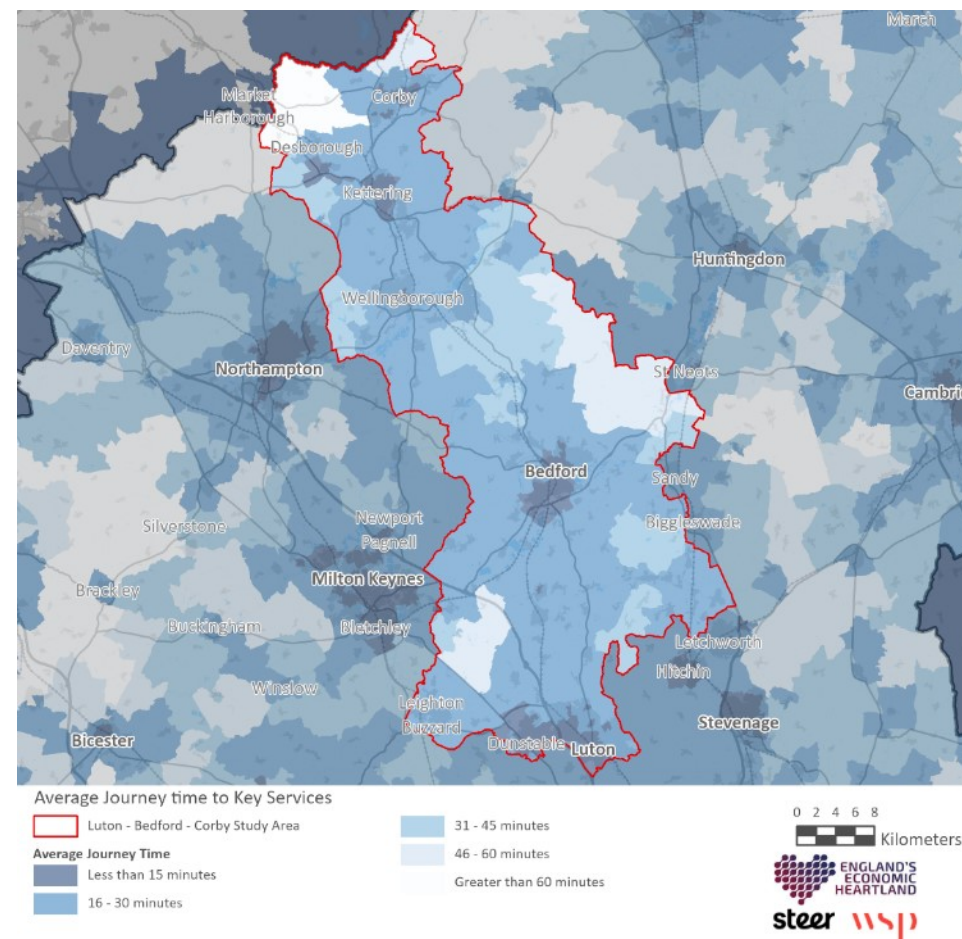 March
Market
Harborough
Corby
Desborough
Kettering
Huntingdon
Wellingborough
Daventry
Northampton
St Neots
Bedford
Sandy
Silverstone
Newport
Pagnell
Biggleswade
Milton Keynes
Brackley
Buckingham
Bletchley
Letchworth
Hitchin
Winslow
Leighton
Buzzard
Stevenage
Bicester
Dunstable
Luton
Average Journey time to Key Services
Luton - Bedford - Corby Study Area
Average Journey Time
Less than 15 minutes
16 - 30 minutes
31 - 45 minutes
46 - 60 minutes
Greater than 60 minutes
0 2 4 6 8
Kilometers
ENGLAND'S
ECONOMIC
HEARTLAND
steer wsp